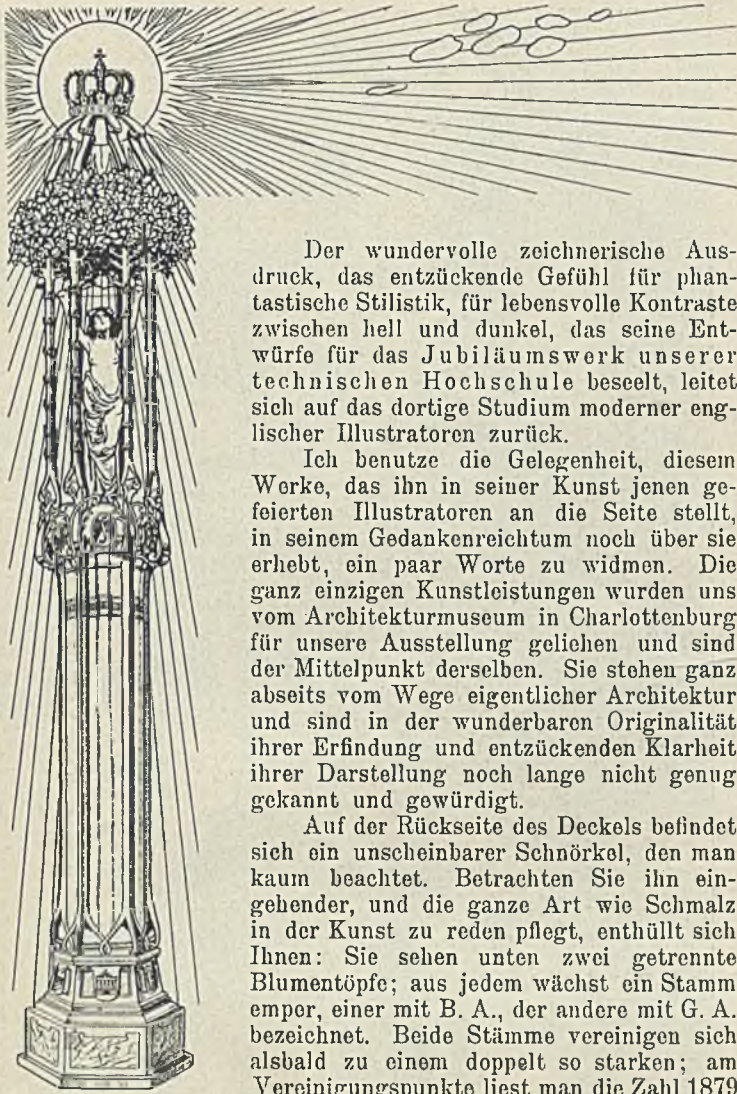 Der wundervolle zeichnerische Aus-
druck, das entzückende Gefühl für phan-
tastische Stilistik, für lebensvolle Kontraste
zwischen hell und dunkel, das seine Ent-
würfe für das Jubiläumswerk unserer
technischen Hochschule beseelt, leitet
sich auf das dortige Studium moderner eng-
lischer Illustratoren zurück.
Ich benutze die Gelegenheit, diesem
Werke, das ihn in seiner Kunst jenen ge-
feierten Illustratoren an die Seite stellt,
in seinem Gedankenreichtum noch über sie
erhebt, ein paar Worte zu widmen. Die
ganz einzigen Kunstleistungen wurden uns
vom Architekturmuseum in Charlottenburg
für unsere Ausstellung geliehen und sind
der Mittelpunkt derselben. Sie stehen ganz
abseits vom Wege eigentlicher Architektur
und sind in der wunderbaren Originalität
ihrer Erfindung und entzückenden Klarheit
ihrer Darstellung noch lange nicht genug
gekannt und gewürdigt.
Auf der Rückseite des Deckels befindet
sich ein unscheinbarer Schnörkel, den man
kaum beachtet. Betrachten Sie ihn ein-
gehender, und die ganze Art wie Schmalz
in der Kunst zu reden pflegt, enthüllt sich
Ihnen: Sie sehen unten zwei getrennte
Blumentöpfe; aus jedem wächst ein Stamm
empor, einer mit B. A., der andere mit G. A.
bezeichnet. Beide Stämme vereinigen sich
alsbald zu einem doppelt so starken; am
Vereinigungspunkte liest man die Zahl 1879